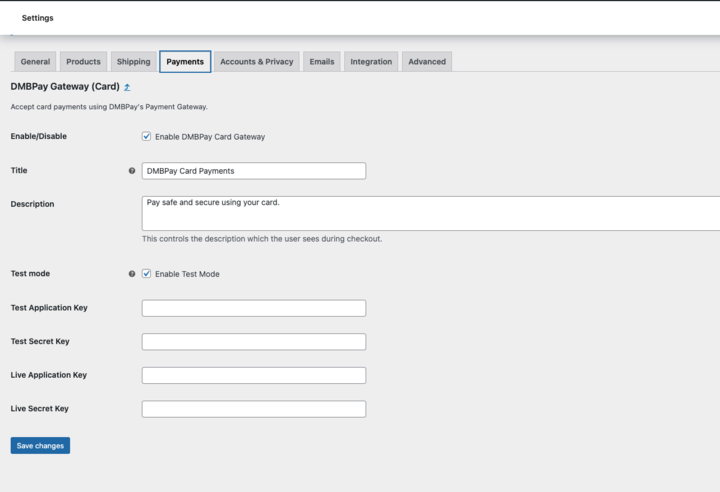 Settings
General Products Shipping Payments Accounts & Privacy Emails Integration Advanced
DMBPay Gateway (Card)
Accept card payments using DMBPay's Payment Gateway.
Enable/Disable Enable DMBPay Card Gateway
Title DMBPay Card Payments
Description Pay safe and secure using your card.
This controls the description which the user sees during checkout.
Test mode Enable Test Mode
Test Application Key
Test Secret Key
Live Application Key
Live Secret Key
Save changes